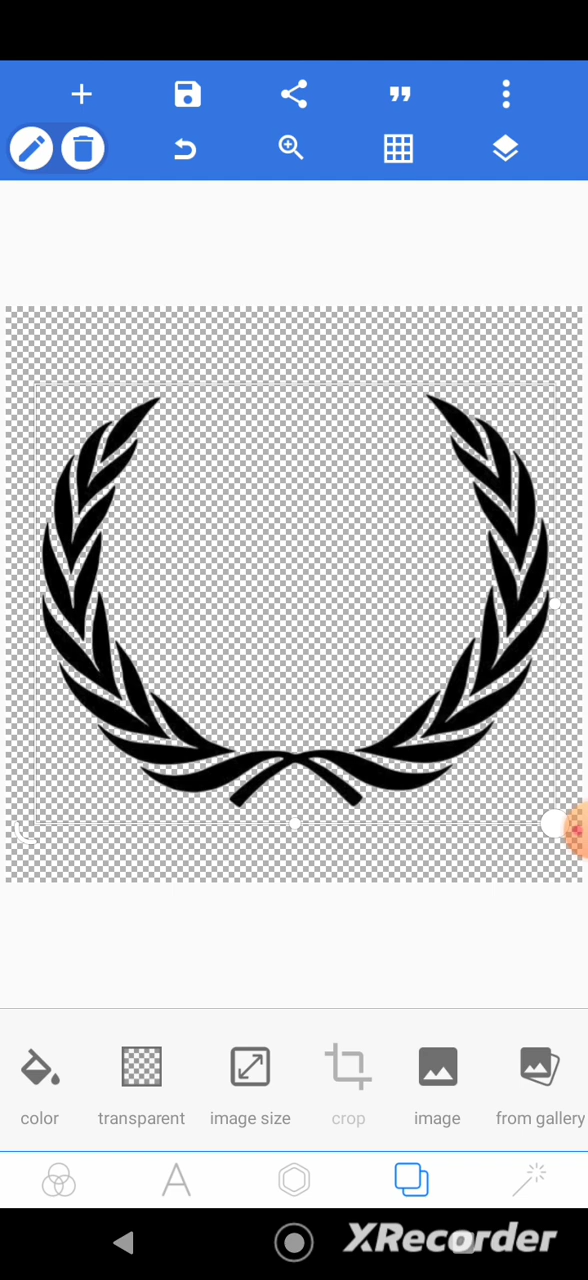 color
transparent
image size
crop
image
from gallery
XRecorder